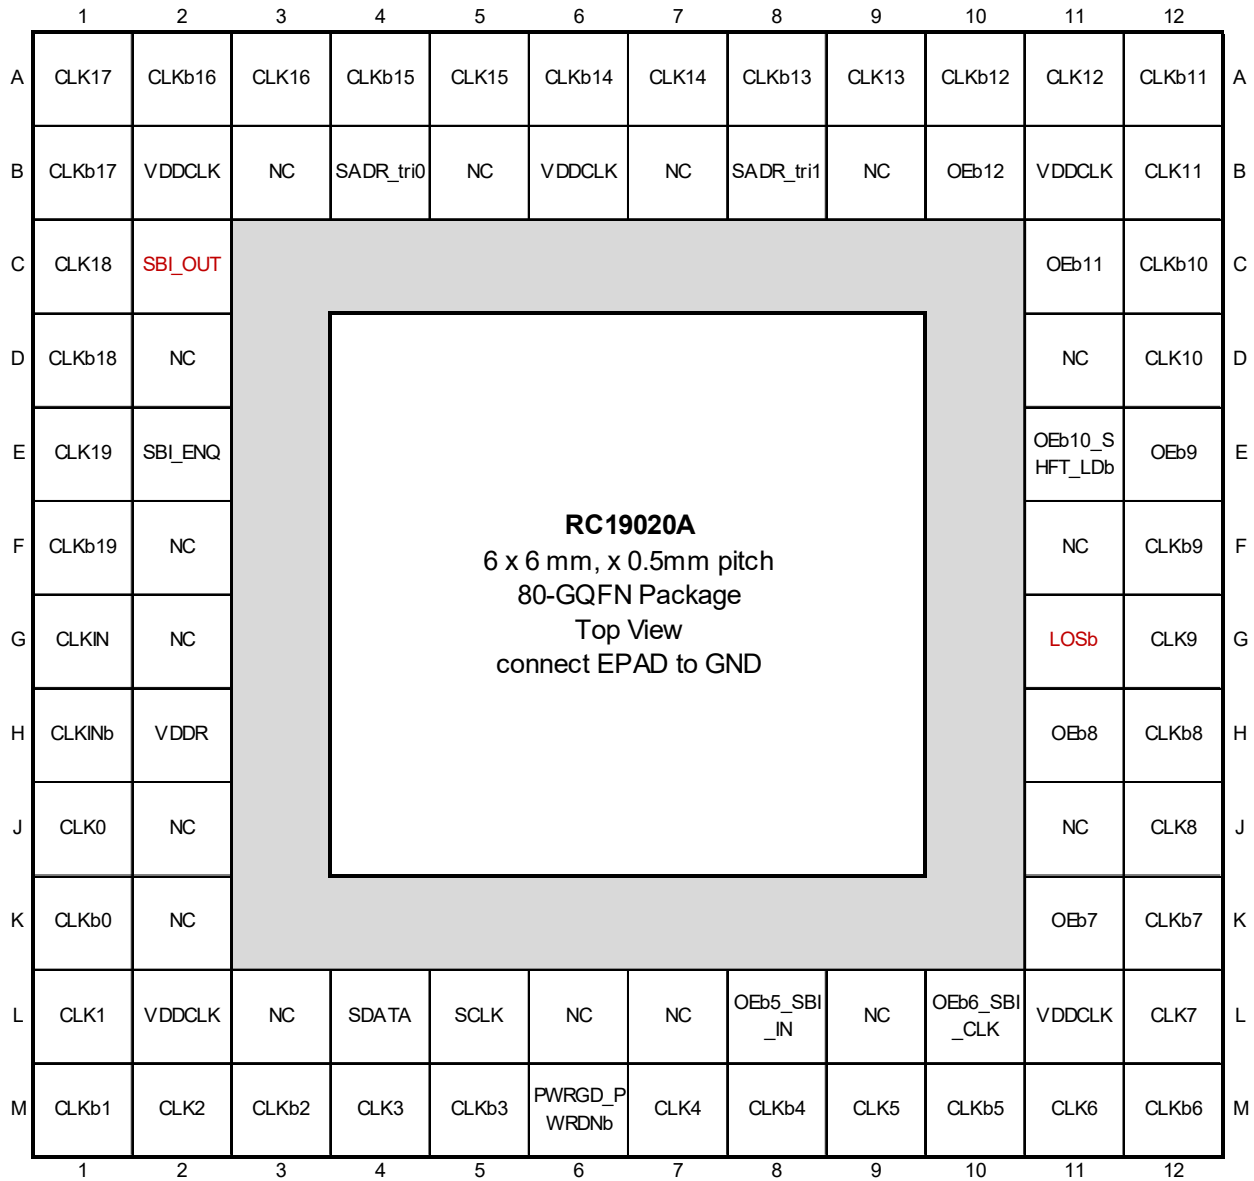 1 2 3 4 5 6 7 8 9 10 11 12
A CLK17 CLKb16 CLK16 CLKb15 CLK15 CLKb14 CLK14 CLKb13 CLK13 CLKb12 CLK12 CLKb11 A
B CLKb17 VDDCLK NC SADR_tri0 NC VDDCLK NC SADR_tri1 NC OEb12 VDDCLK CLK11 B
C CLK18 SBI_OUT OEb11 CLKb10 C
D CLKb18 NC NC CLK10 D
E CLK19 SBI_ENQ OEb10_S OEb9 E
HFT_LDb
RC19020A
F CLKb19 NC NC CLKb9 F
6 x 6 mm, x 0.5mm pitch
80-GQFN Package
Top View
G CLKIN NC LOSb CLK9 G
connect EPAD to GND
H CLKINb VDDR OEb8 CLKb8 H
J CLK0 NC NC CLK8 J
K CLKb0 NC OEb7 CLKb7 K
L CLK1 VDDCLK NC SDATA SCLK NC NC OEb5_SBI NC OEb6_SBI VDDCLK CLK7 L
_IN _CLK
M CLKb1 CLK2 CLKb2 CLK3 CLKb3 PWRGD_P CLK4 CLKb4 CLK5 CLKb5 CLK6 CLKb6 M
WRDNb
1 2 3 4 5 6 7 8 9 10 11 12